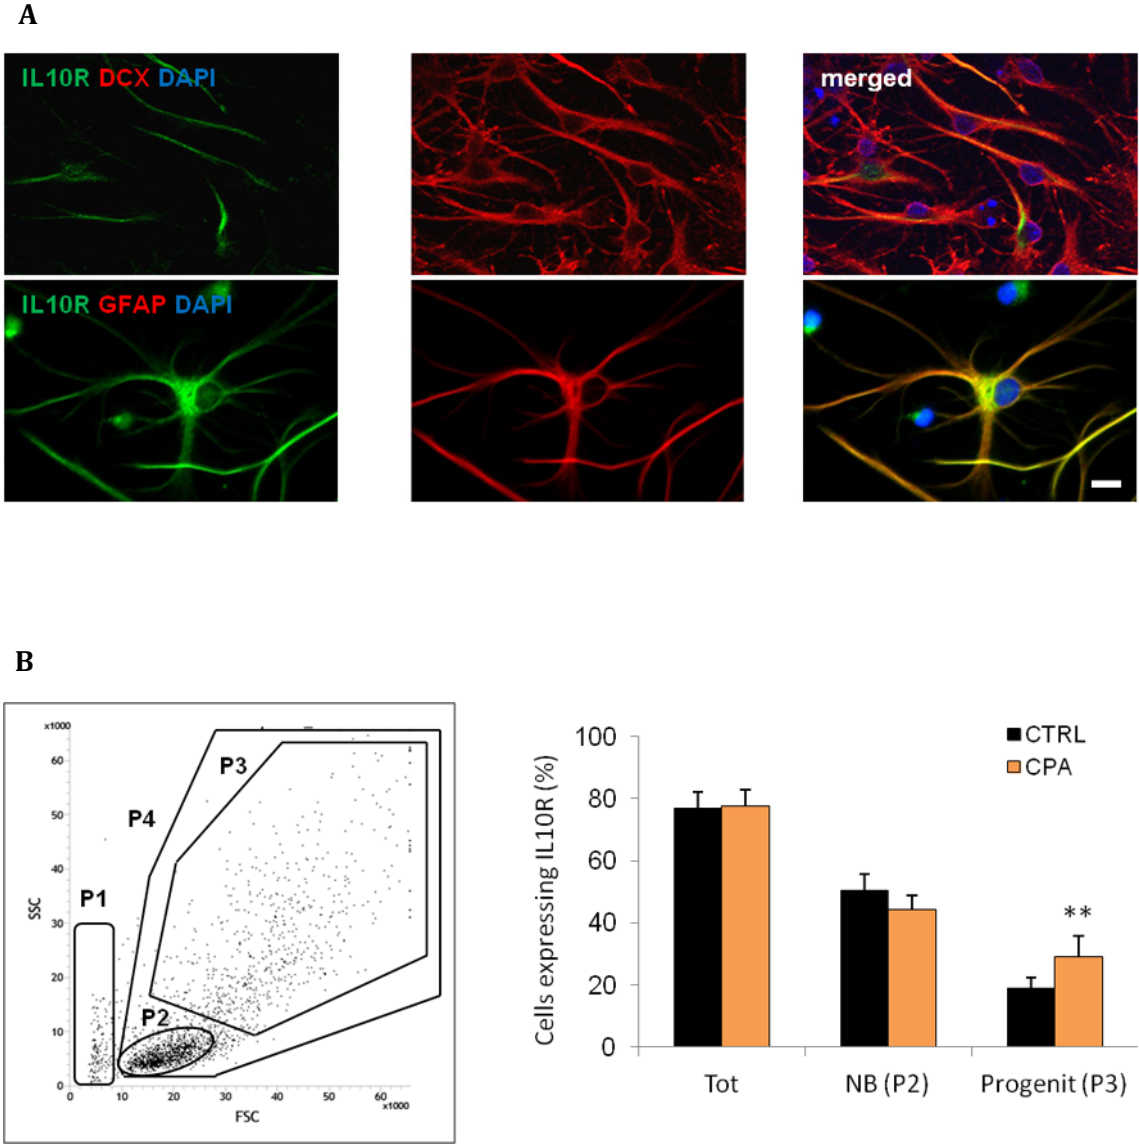 A
IL10R DCX DAPI
merged
IL10R GFAP DAPI
B
x1000
60
50
40
30
20
10
0
SSC
P3
P4
P1
P2
0 10 20 30 40 50 60
x1000
FSC
100
80
60
40
20
0
Cells expressing IL10R (%)
CTRL
CPA
**
Tot NB (P2) Progenit (P3)